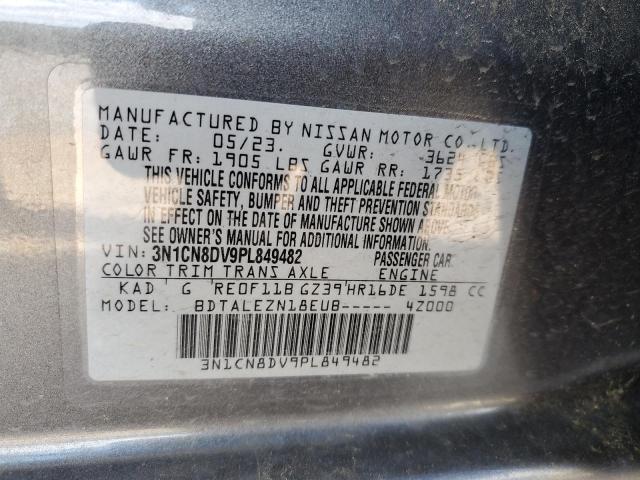 MANUFACTURED BY NISSAN MOTOR CO.,LTD.
DATE: 05/23. GVWR: 3624
GAWR FR: 1905 LBS GAWR RR:
THIS VEHICLE CONFORMS TO ALL APPLICABLE FEDERAL MOTOR
VEHICLE SAFETY, BUMPER AND THEFT PREVENTION STANDARDS
IN EFFECT ON THE DATE OF MANUFACTURE SHOWN ABOVE.
SEE OWNER'S MANUAL FOR ADDITIONAL INFORMATION.
VIN: 3N1CN8DV9PL849482 PASSENGER CAR
COLOR TRIM TRANS AXLE ENGINE
KAD G RE0F11B GZ39 HR16DE 1598 CC
MODEL: BDTALEZN18EU8----- 4Z000
3N1CN8DV9PL849482